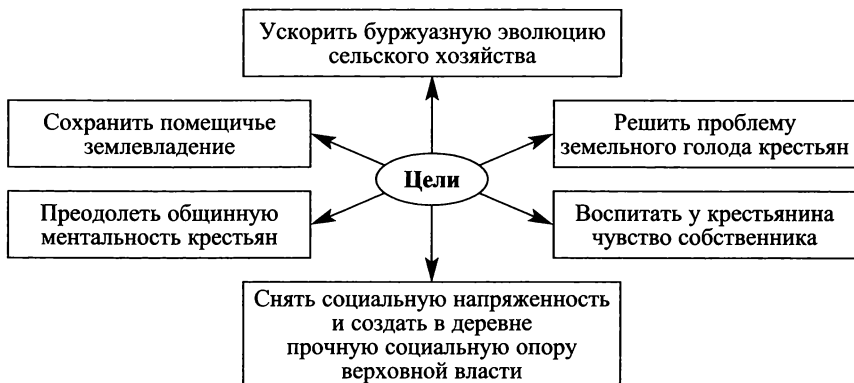 Ускорить буржуазную эволюцию
сельского хозяйства
Сохранить помещичье
землевладение
Решить проблему
земельного голода крестьян
Цели
Преодолеть общинную
ментальность крестьян
Воспитать у крестьянина
чувство собственника
Снять социальную напряженность
и создать в деревне
прочную социальную опору
верховной власти